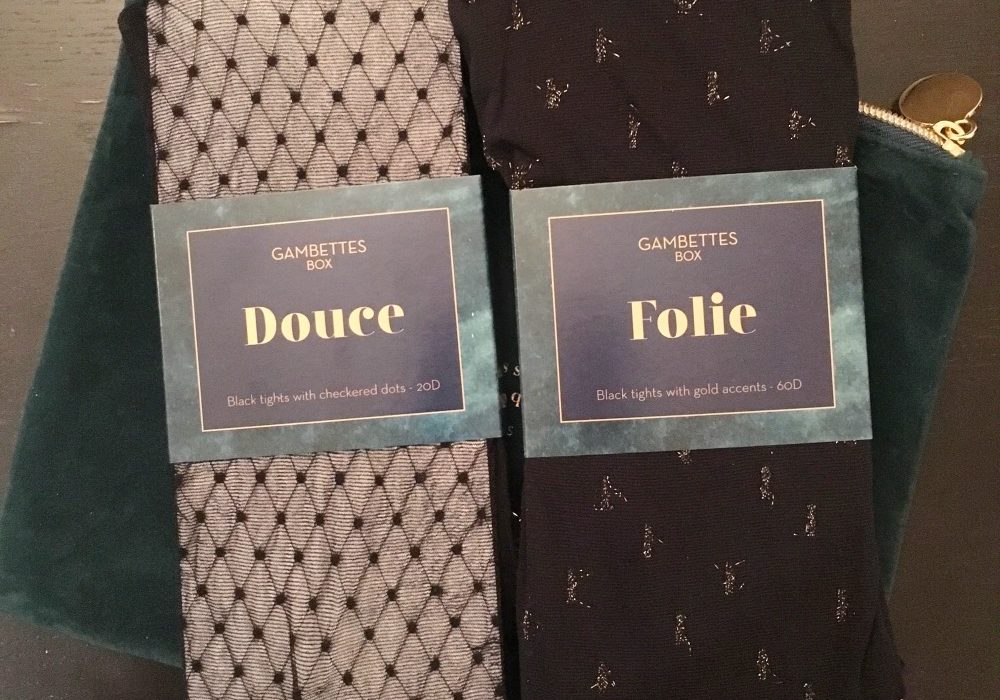 GAMBETTES
BOX
Douce
Black tights with checkered dots - 20D
GAMBETTES
BOX
Folie
Black tights with gold accents - 60D